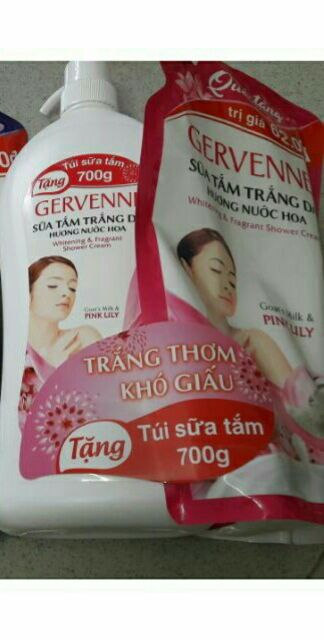 Quà tặng
trị giá 62.0
Tặng
Túi sữa tắm
700g
GERVENNE
SỮA TẮM TRẮNG D
HƯƠNG NƯỚC HOA
Whitening & Fragrant
Shower Cream
Goat's Milk &
PINK LILY
GERVENNE
SỮA TẮM TRẮNG D
HƯƠNG NƯỚC HOA
Whitening & Fragrant Shower Cream
Goat's Milk &
PINK LILY
TRẮNG THƠM
KHÓ GIẤU
Tặng
Túi sữa tắm
700g